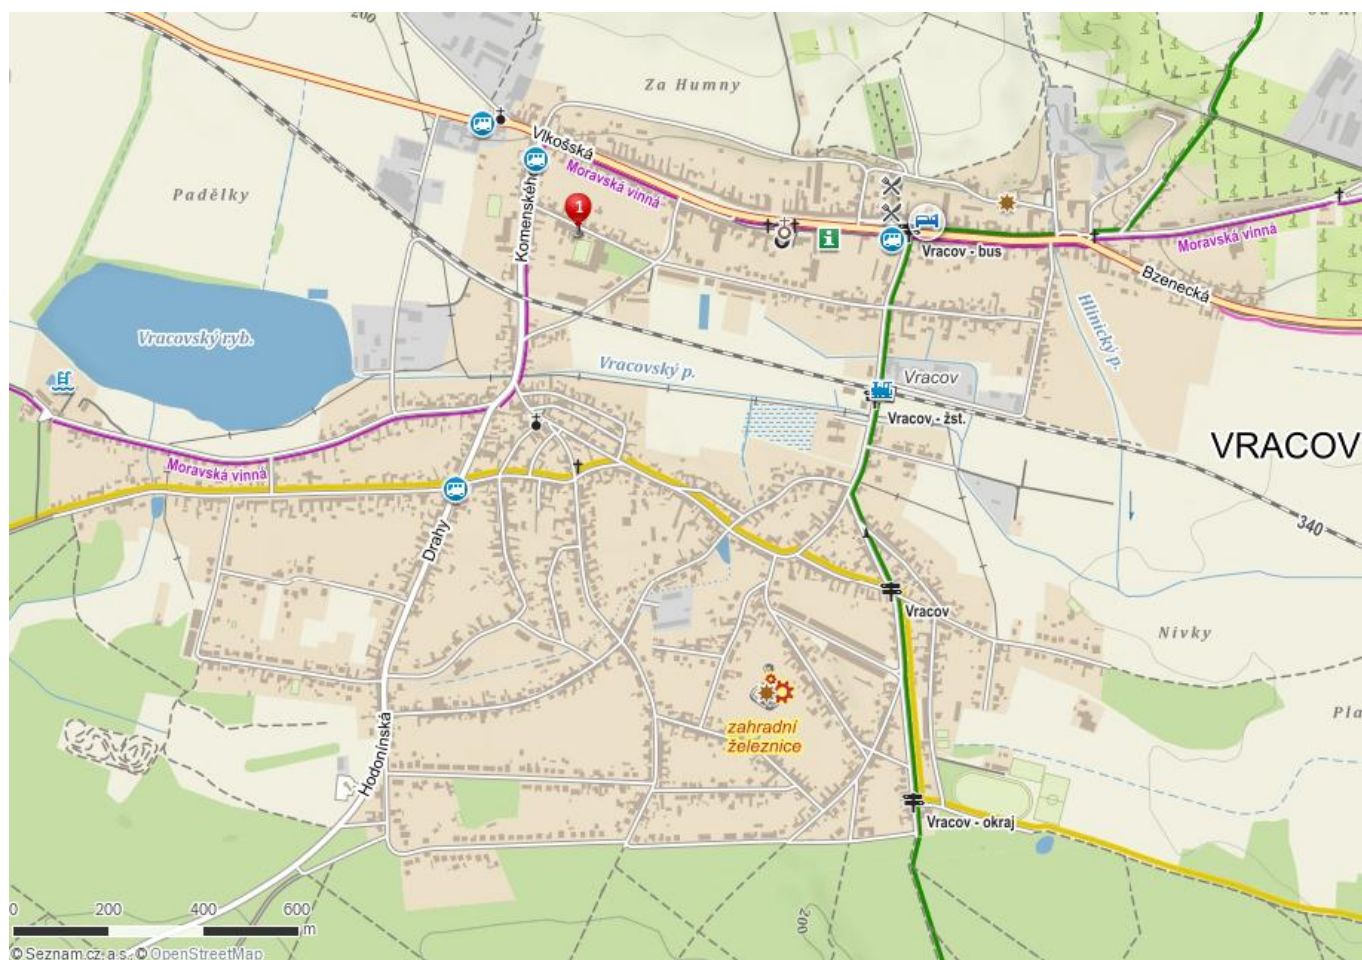 200
Za Humny
Vlkošská
Moravská vinná
Padělky
1
Komenského
Vracov - bus
Moravská vinná
Bzenecká
Hlinický p.
Vracovský ryb.
Vracovský p.
Vracov
Vracov - žst.
VRACOV
Moravská vinná
340
Drahy
Vracov
Nivky
zahradní
železnice
Hodonínská
Vracov - okraj
200
0 200 400 600
m
© Seznam.cz, a.s., © OpenStreetMap